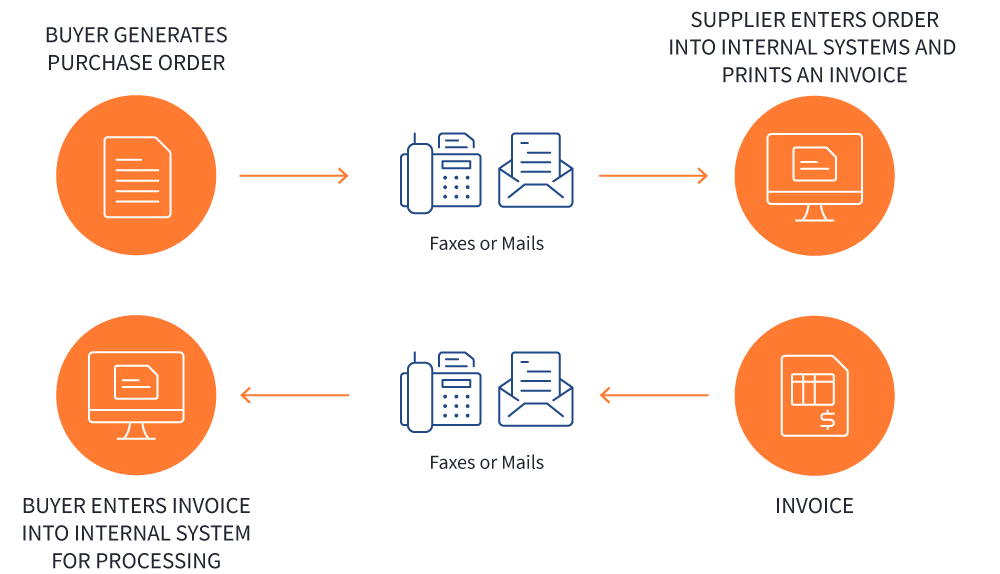 BUYER GENERATES
PURCHASE ORDER
SUPPLIER ENTERS ORDER
INTO INTERNAL SYSTEMS AND
PRINTS AN INVOICE
Faxes or Mails
Faxes or Mails
BUYER ENTERS INVOICE
INTO INTERNAL SYSTEM
FOR PROCESSING
$
INVOICE